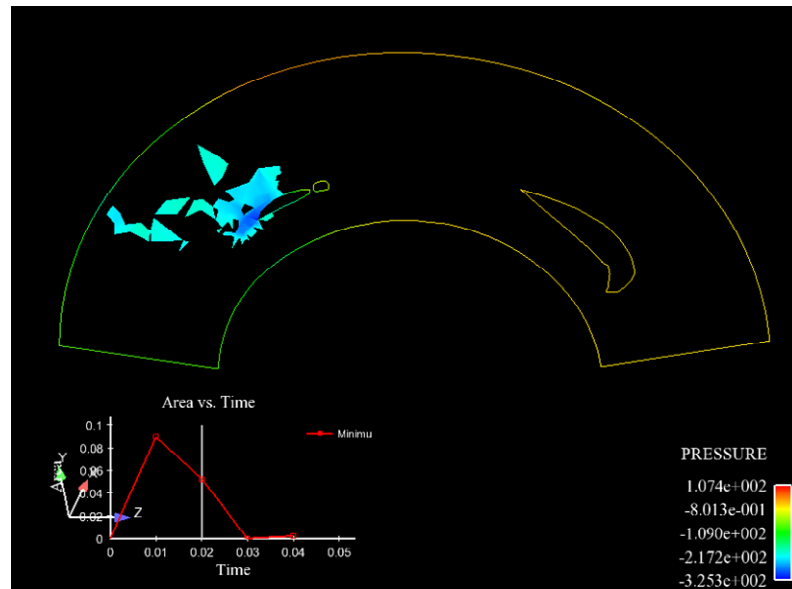 Area vs. Time
Minimu
0.1
0.08
0.06
0.04
0.02
0
Area
Y
X
Z
0
0.01
0.02
0.03
0.04
0.05
Time
PRESSURE
1.074e+002
-8.013e-001
-1.090e+002
-2.172e+002
-3.253e+002